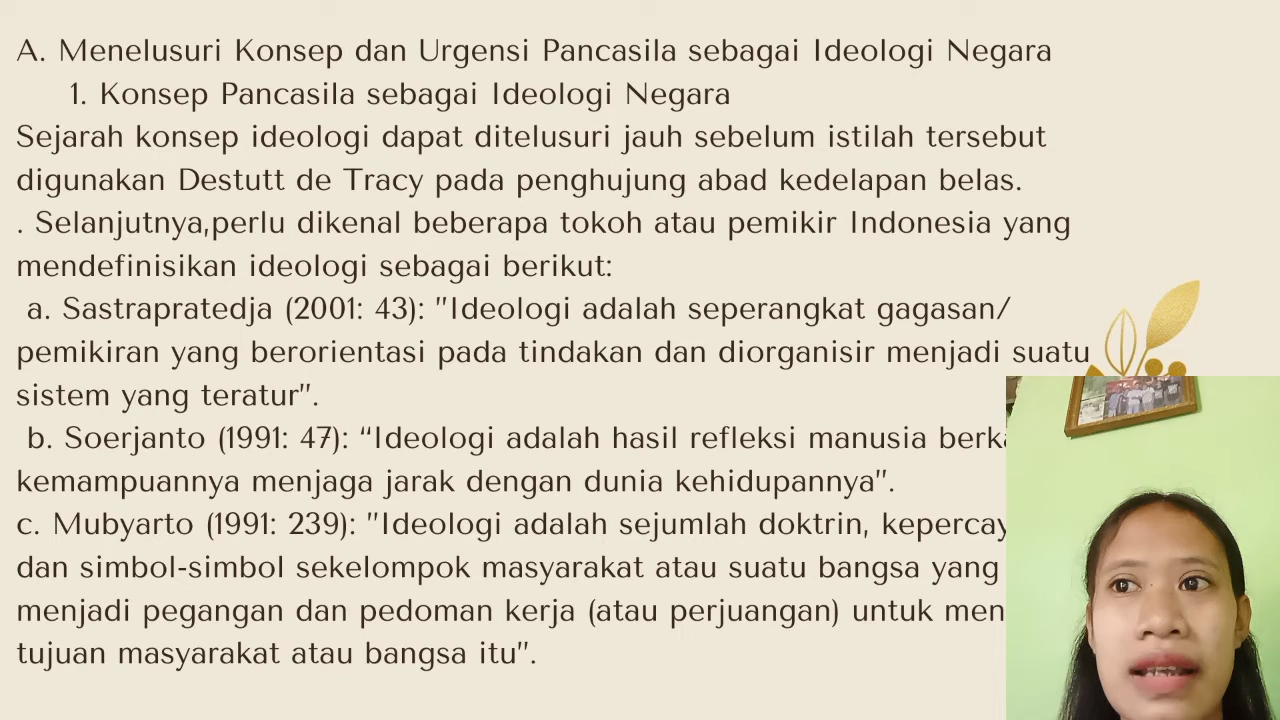 A. Menelusuri Konsep dan Urgensi Pancasila sebagai Ideologi Negara
1. Konsep Pancasila sebagai Ideologi Negara
Sejarah konsep ideologi dapat ditelusuri jauh sebelum istilah tersebut
digunakan Destutt de Tracy pada penghujung abad kedelapan belas.
. Selanjutnya,perlu dikenal beberapa tokoh atau pemikir Indonesia yang
mendefinisikan ideologi sebagai berikut:
a. Sastrapratedja (2001: 43): ”Ideologi adalah seperangkat gagasan/
pemikiran yang berorientasi pada tindakan dan diorganisir menjadi suatu
sistem yang teratur”.
b. Soerjanto (1991: 47): “Ideologi adalah hasil refleksi manusia
kemampuannya menjaga jarak dengan dunia kehidupannya”.
c. Mubyarto (1991: 239): ”Ideologi adalah sejumlah doktrin,
dan simbol-simbol sekelompok masyarakat atau suatu bangsa yang
menjadi pegangan dan pedoman kerja (atau perjuangan) untuk
tujuan masyarakat atau bangsa itu”.